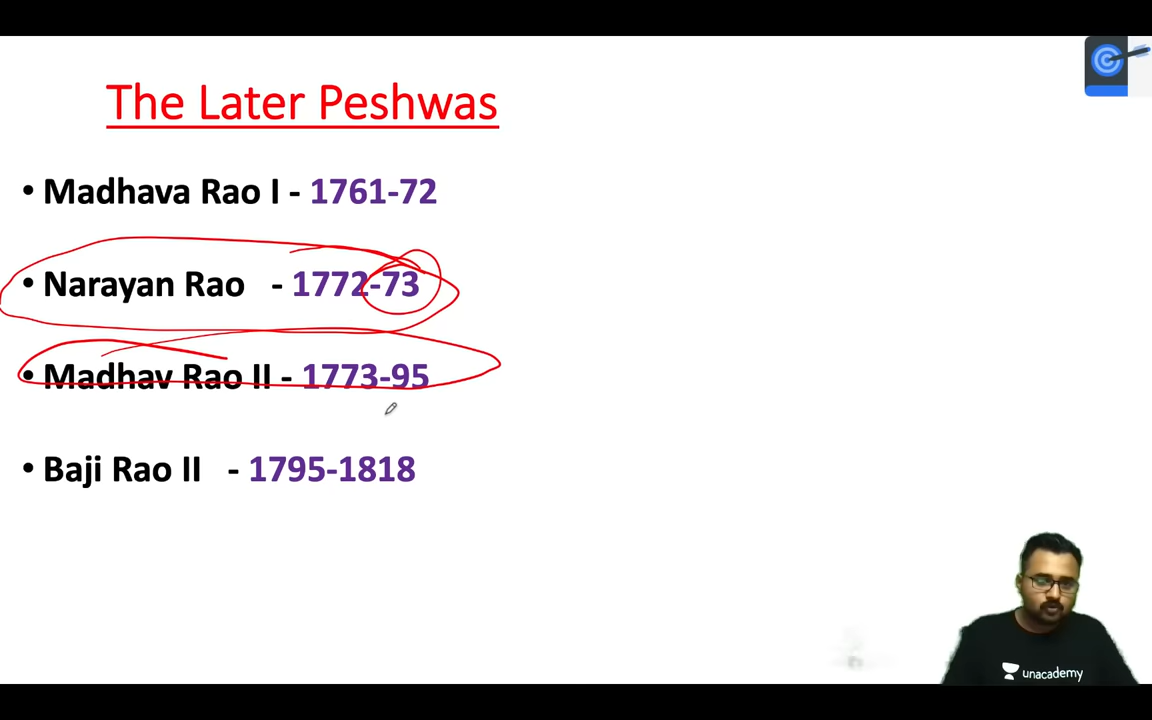 The Later Peshwas
• Madhava Rao I - 1761-72
• Narayan Rao - 1772-73
• Madhav Rao II - 1773-95
• Baji Rao II - 1795-1818
unacademy